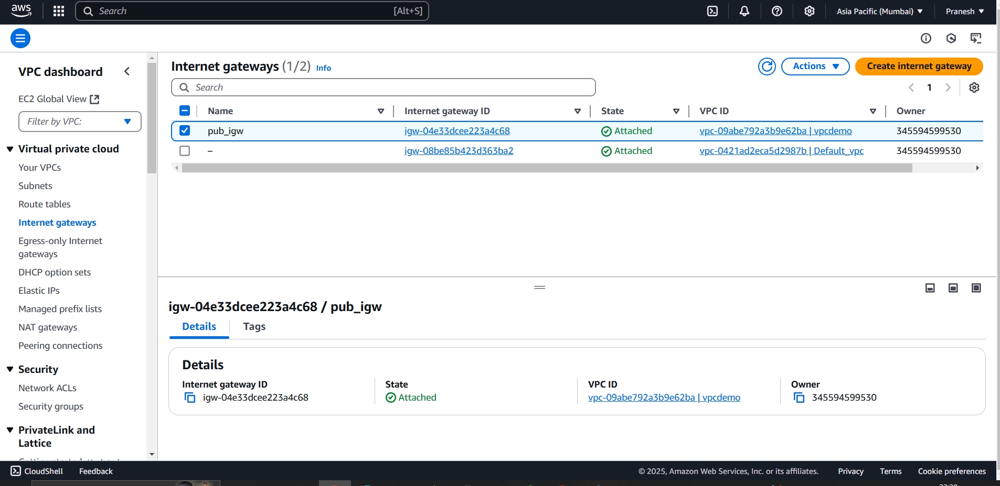 aws Search [Alt+S] Asia Pacific (Mumbai) Pranesh
VPC dashboard
EC2 Global View
Filter by VPC:
Virtual private cloud
Your VPCs
Subnets
Route tables
Internet gateways
Egress-only Internet
gateways
DHCP option sets
Elastic IPs
Managed prefix lists
NAT gateways
Peering connections
Security
Network ACLs
Security groups
PrivateLink and
Lattice
Internet gateways (1/2) Info Actions Create internet gateway
Search 1
Name Internet gateway ID State VPC ID Owner
pub_igw igw-04e33dcee223a4c68 Attached vpc-09abe792a3b9e62ba | vpcdemo 345594599530
– igw-08be85b423d363ba2 Attached vpc-0421ad2eca5d2987b | Default_vpc 345594599530
igw-04e33dcee223a4c68 / pub_igw
Details Tags
Details
Internet gateway ID State VPC ID Owner
igw-04e33dcee223a4c68 Attached vpc-09abe792a3b9e62ba | vpcdemo 345594599530
CloudShell Feedback © 2025, Amazon Web Services, Inc. or its affiliates. Privacy Terms Cookie preferences